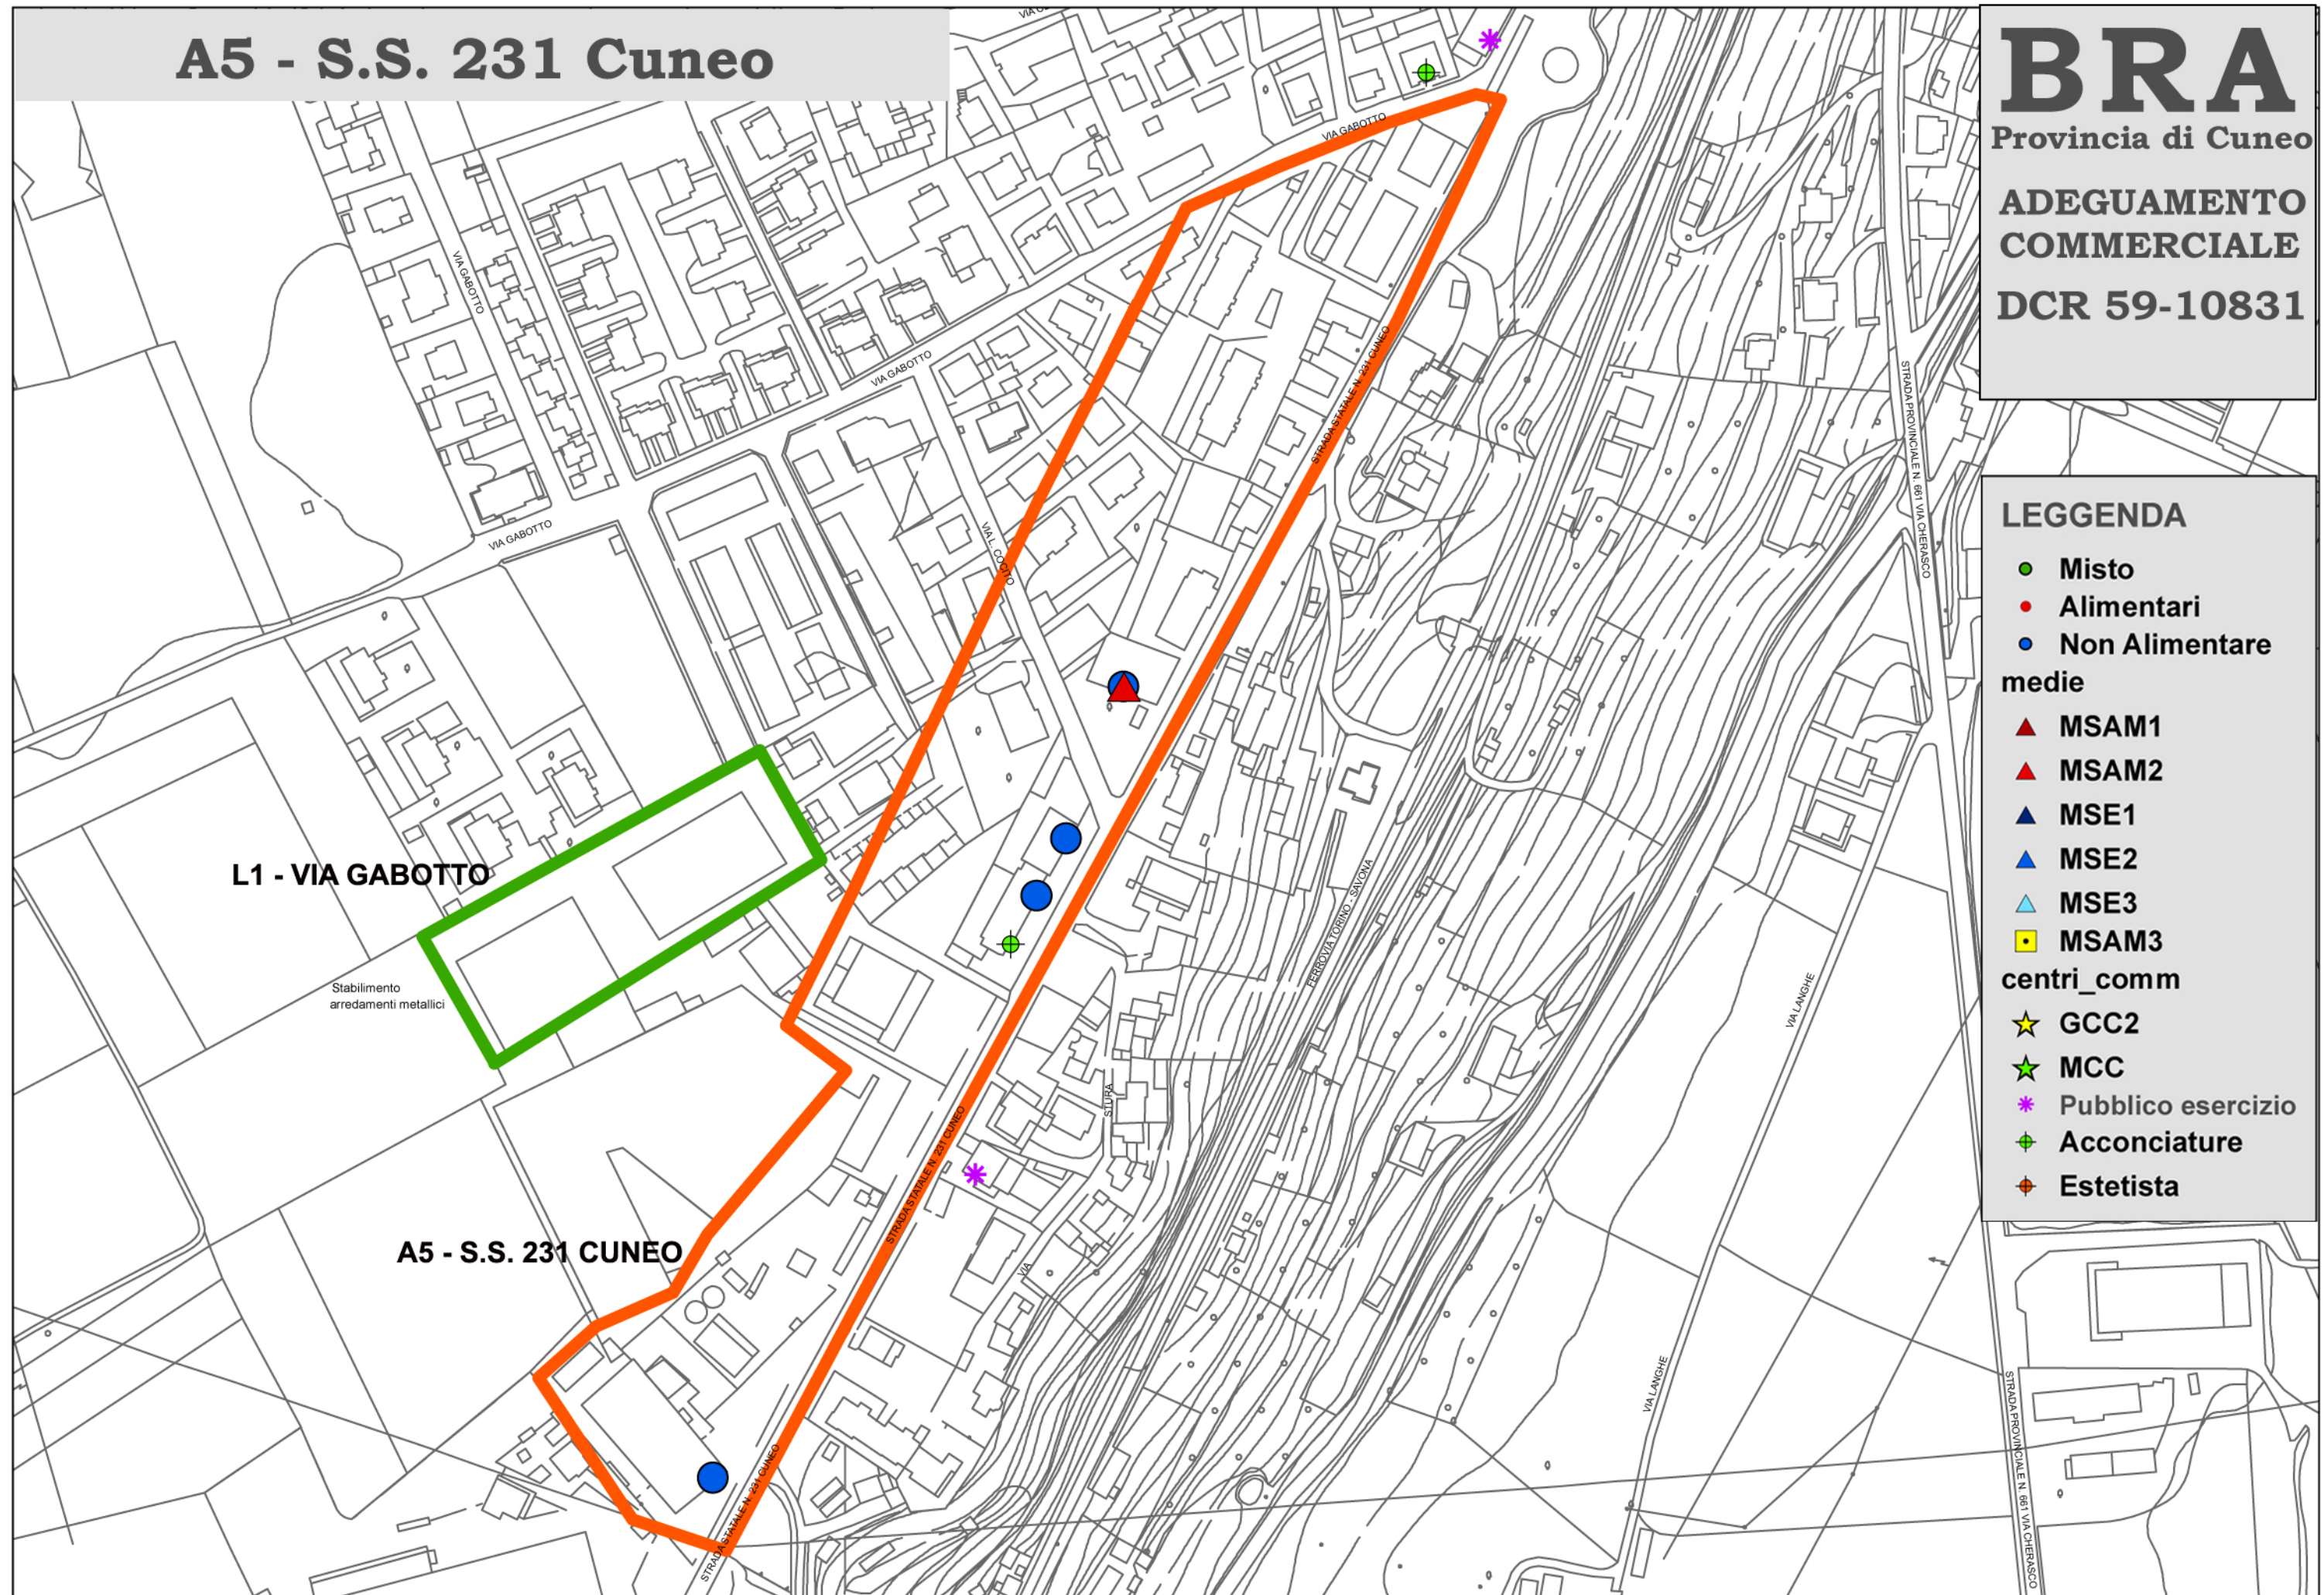 A5 - S.S. 231 Cuneo
BRA
Provincia di Cuneo
ADEGUAMENTO
COMMERCIALE
DCR 59-10831
LEGGENDA
Misto
Alimentari
Non Alimentare
medie
MSAM1
MSAM2
MSE1
MSE2
MSE3
MSAM3
centri_comm
GCC2
MCC
Pubblico esercizio
Acconciature
Estetista
VIA GABOTTO
VIA GABOTTO
VIA GABOTTO
VIA GABOTTO
VIA L. COCITO
STRADA STATALE N. 231 CUNEO
STRADA PROVINCIALE N. 661 VIA CHERASCO
L1 - VIA GABOTTO
Stabilimento
arredamenti metallici
FERROVIA TORINO - SAVONA
VIA LANGHE
STURA
VIA
STRADA STATALE N. 231 CUNEO
A5 - S.S. 231 CUNEO
VIA LANGHE
STRADA STATALE N. 231 CUNEO
STRADA PROVINCIALE N. 661 VIA CHERASCO